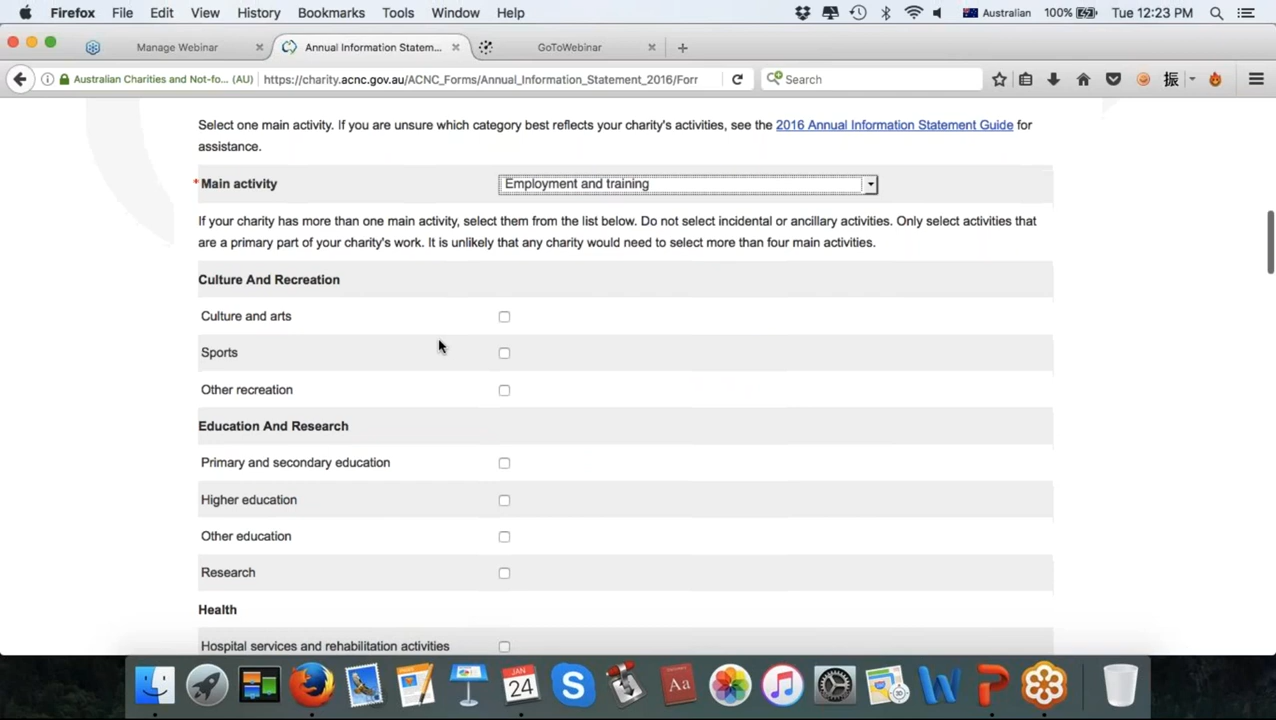 Firefox File Edit View History Bookmarks Tools Window Help Australian 100% Tue 12:23 PM
Manage Webinar Annual Information Statem... GoToWebinar
Australian Charities and Not-fo... (AU) https://charity.acnc.gov.au/ACNC_Forms/Annual_Information_Statement_2016/Forr Search 振
Select one main activity. If you are unsure which category best reflects your charity's activities, see the 2016 Annual Information Statement Guide for
assistance.
* Main activity Employment and training
If your charity has more than one main activity, select them from the list below. Do not select incidental or ancillary activities. Only select activities that
are a primary part of your charity's work. It is unlikely that any charity would need to select more than four main activities.
Culture And Recreation
Culture and arts
Sports
Other recreation
Education And Research
Primary and secondary education
Higher education
Other education
Research
Health
Hospital services and rehabilitation activities
JAN
24
Aa